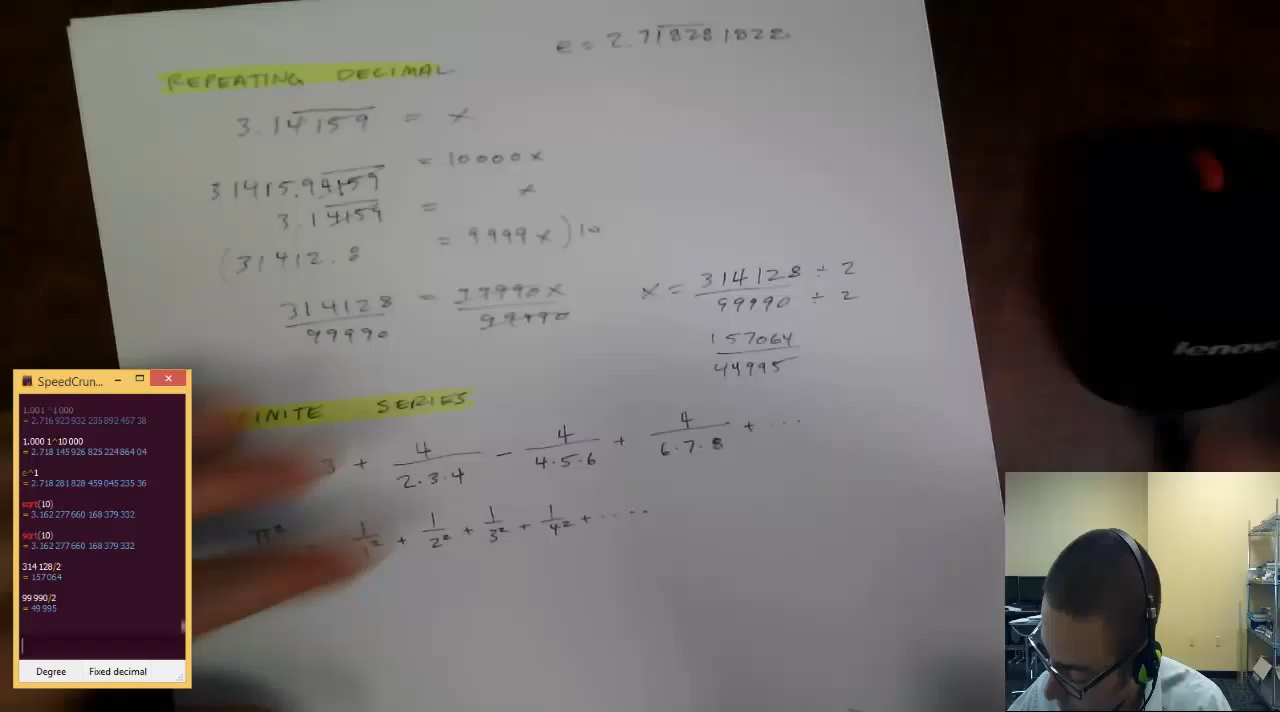 e = 2.718281828
REPEATING DECIMAL
3.14159 = x
31415.94159 = 10000x
3.14159 = x
(31412.8 = 9999x)10
314128 = 99990x
99990 99990
x = 314128 ÷ 2
99990 ÷ 2
157064
44995
FINITE SERIES
3 + 4/2·3·4 - 4/4·5·6 + 4/6·7·8 + ...
π² 1/1² + 1/2² + 1/3² + 1/4² + .....
SpeedCrun...
1.001^1000
= 2.716 923 932 235 892 457 38
1.000 1^10 000
= 2.718 145 926 825 224 864 04
e^1
= 2.718 281 828 459 045 235 36
sqrt(10)
= 3.162 277 660 168 379 332
sqrt(10)
= 3.162 277 660 168 379 332
314 128/2
= 157 064
99 990/2
= 49 995
Degree Fixed decimal
lenovo